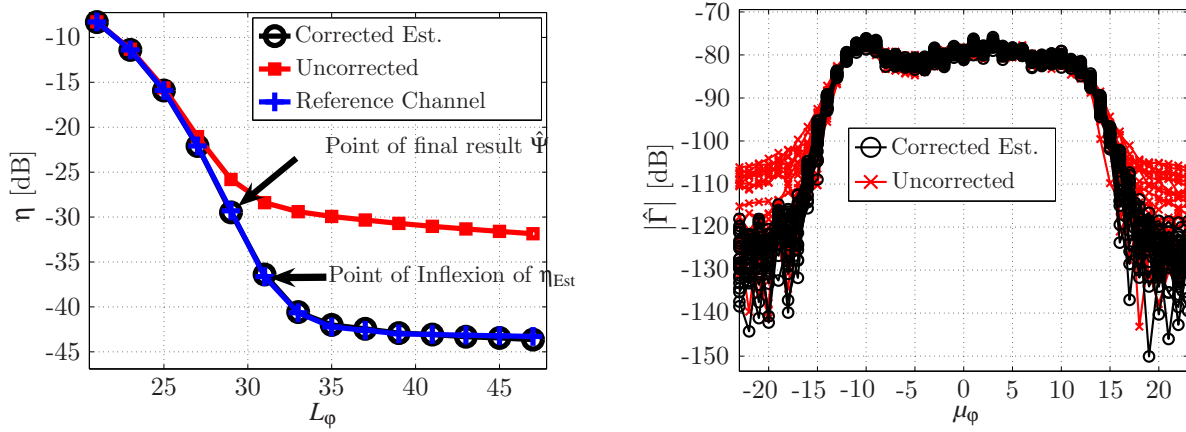 -10
-15
-20
-25
-30
-35
-40
-45
η [dB]
25
30
35
40
45
L_φ
Corrected Est.
Uncorrected
Reference Channel
Point of final result Ψ̂
Point of Inflexion of η_Est
-70
-80
-90
-100
-110
-120
-130
-140
-150
|Γ̂| [dB]
-20
-15
-10
-5
0
5
10
15
20
μ_φ
Corrected Est.
Uncorrected